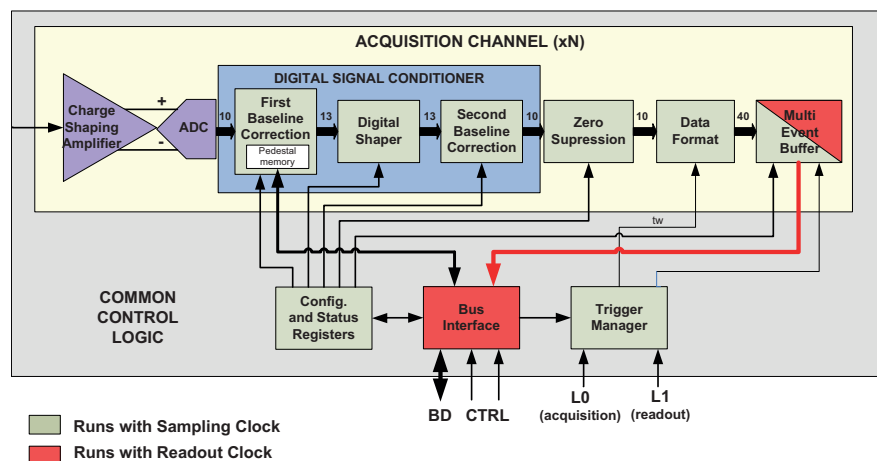 ACQUISITION CHANNEL (xN)
DIGITAL SIGNAL CONDITIONER
Charge
Shaping
Amplifier
+
-
ADC
10
First
Baseline
Correction
Pedestal
memory
13
Digital
Shaper
13
Second
Baseline
Correction
10
Zero
Supression
10
Data
Format
40
Multi
Event
Buffer
tw
COMMON
CONTROL
LOGIC
Config.
and Status
Registers
Bus
Interface
Trigger
Manager
BD
CTRL
L0
(acquisition)
L1
(readout)
Runs with Sampling Clock
Runs with Readout Clock